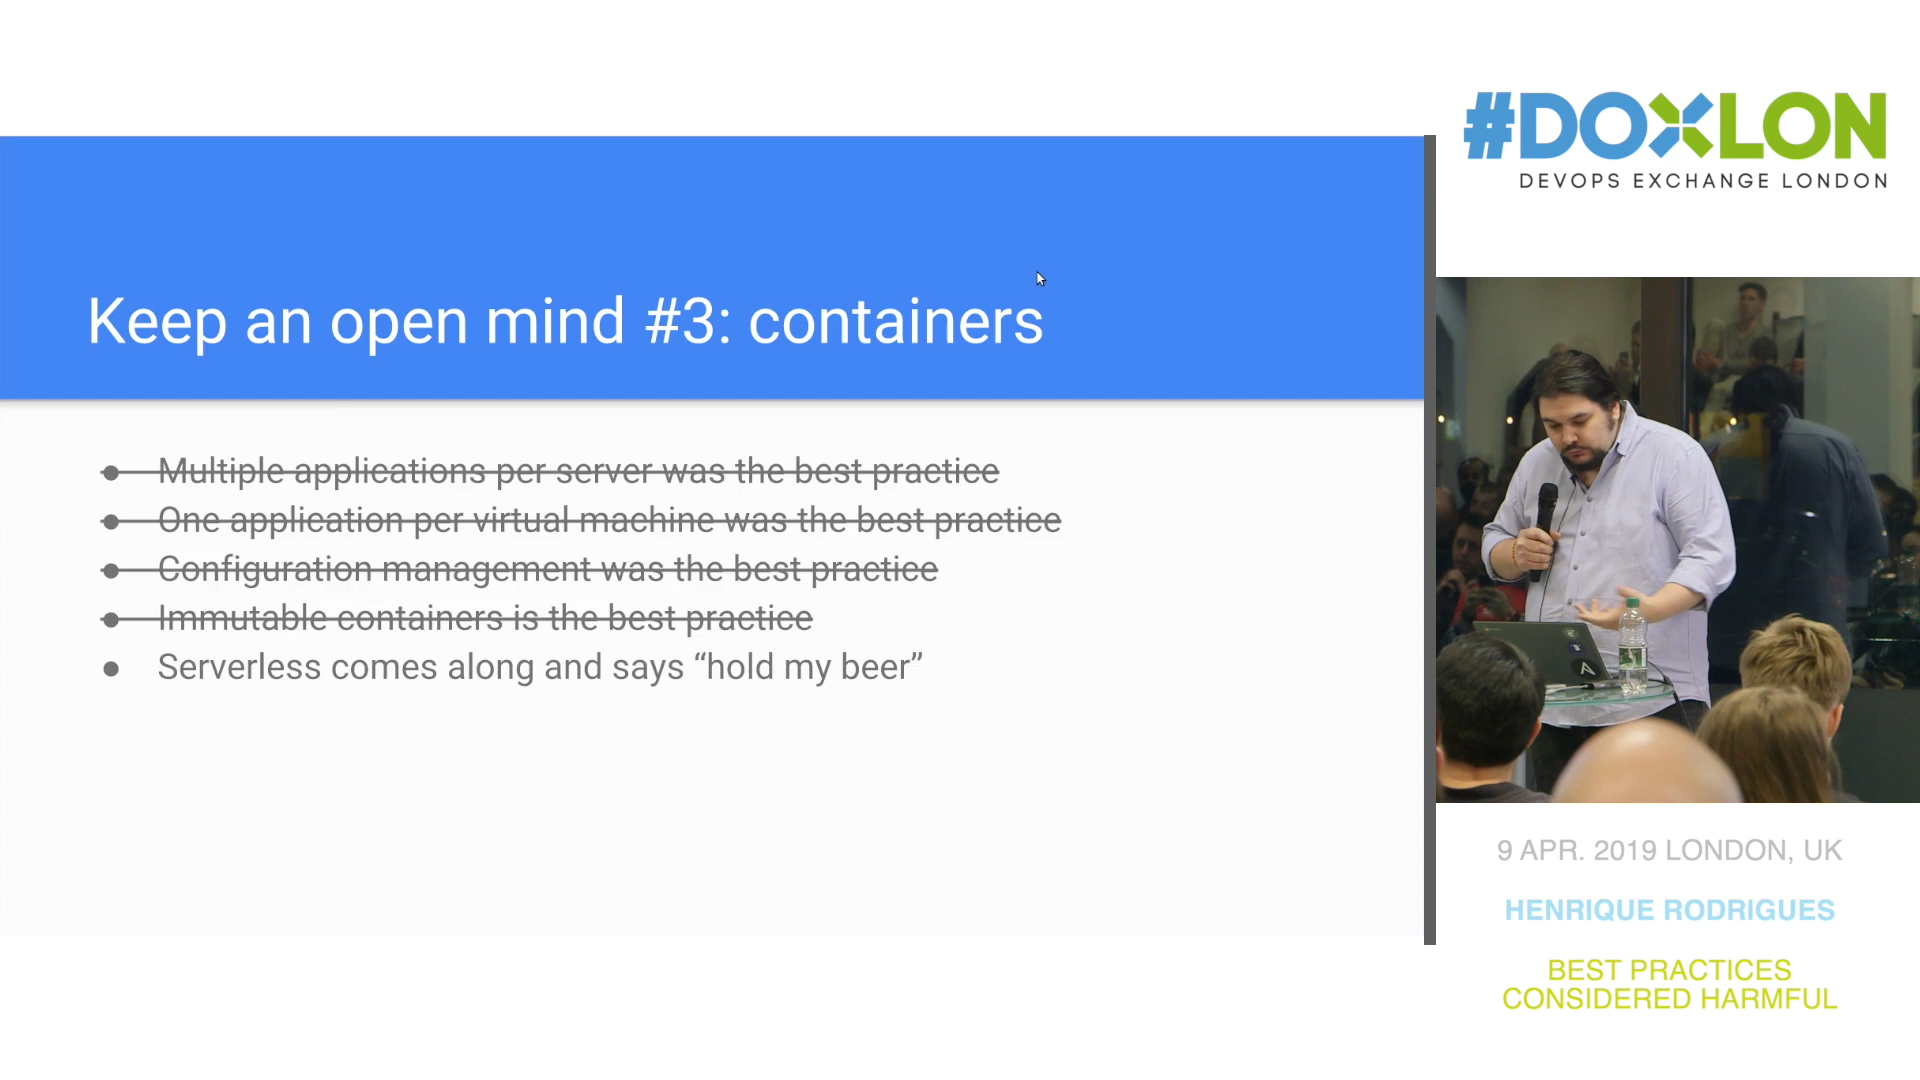 #DOXLON
DEVOPS EXCHANGE LONDON
Keep an open mind #3: containers
● Multiple applications per server was the best practice
● One application per virtual machine was the best practice
● Configuration management was the best practice
● Immutable containers is the best practice
● Serverless comes along and says “hold my beer”
9 APR. 2019 LONDON, UK
HENRIQUE RODRIGUES
BEST PRACTICES
CONSIDERED HARMFUL